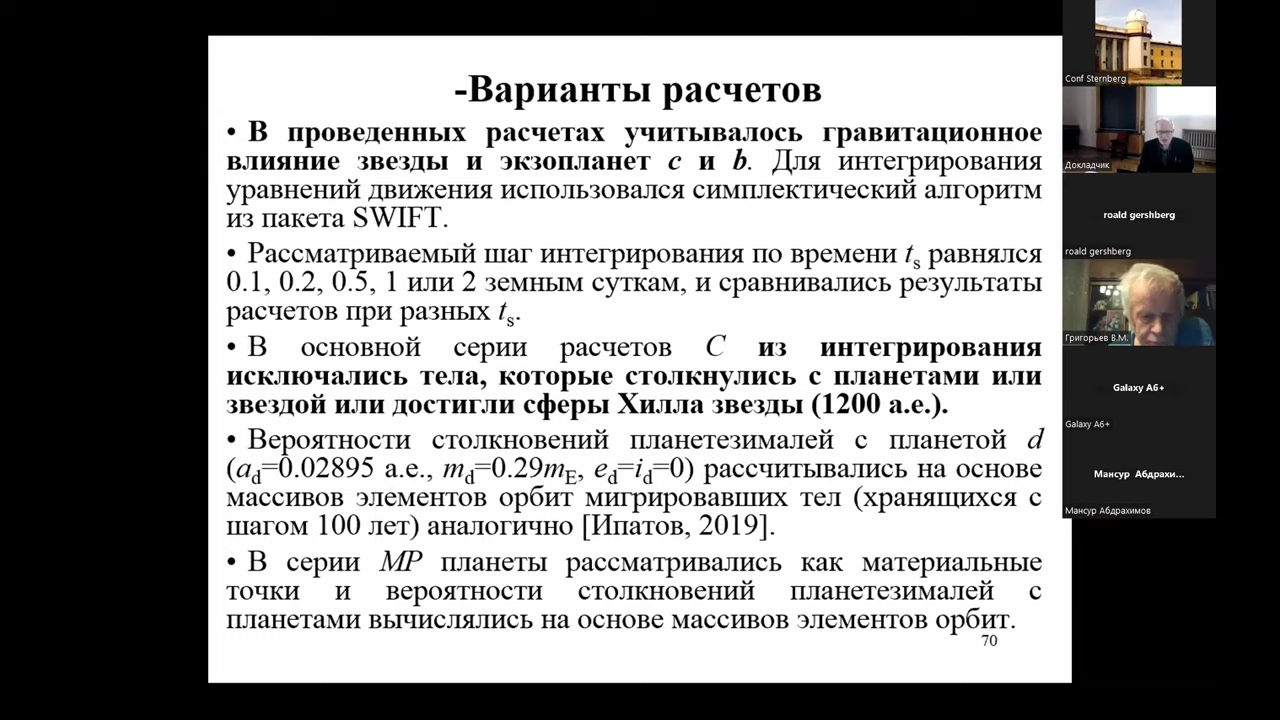 -Варианты расчетов
• В проведенных расчетах учитывалось гравитационное
влияние звезды и экзопланет c и b. Для интегрирования
уравнений движения использовался симплектический алгоритм
из пакета SWIFT.
• Рассматриваемый шаг интегрирования по времени ts равнялся
0.1, 0.2, 0.5, 1 или 2 земным суткам, и сравнивались результаты
расчетов при разных ts.
• В основной серии расчетов C из интегрирования
исключались тела, которые столкнулись с планетами или
звездой или достигли сферы Хилла звезды (1200 а.е.).
• Вероятности столкновений планетезималей с планетой d
(ad=0.02895 а.е., md=0.29mE, ed=id=0) рассчитывались на основе
массивов элементов орбит мигрировавших тел (хранящихся с
шагом 100 лет) аналогично [Ипатов, 2019].
• В серии MP планеты рассматривались как материальные
точки и вероятности столкновений планетезималей с
планетами вычислялись на основе массивов элементов орбит.
70
Conf Sternberg
Докладчик
roald gershberg
roald gershberg
Григорьев В.М.
Galaxy A6+
Galaxy A6+
Мансур Абдрахи...
Мансур Абдрахимов